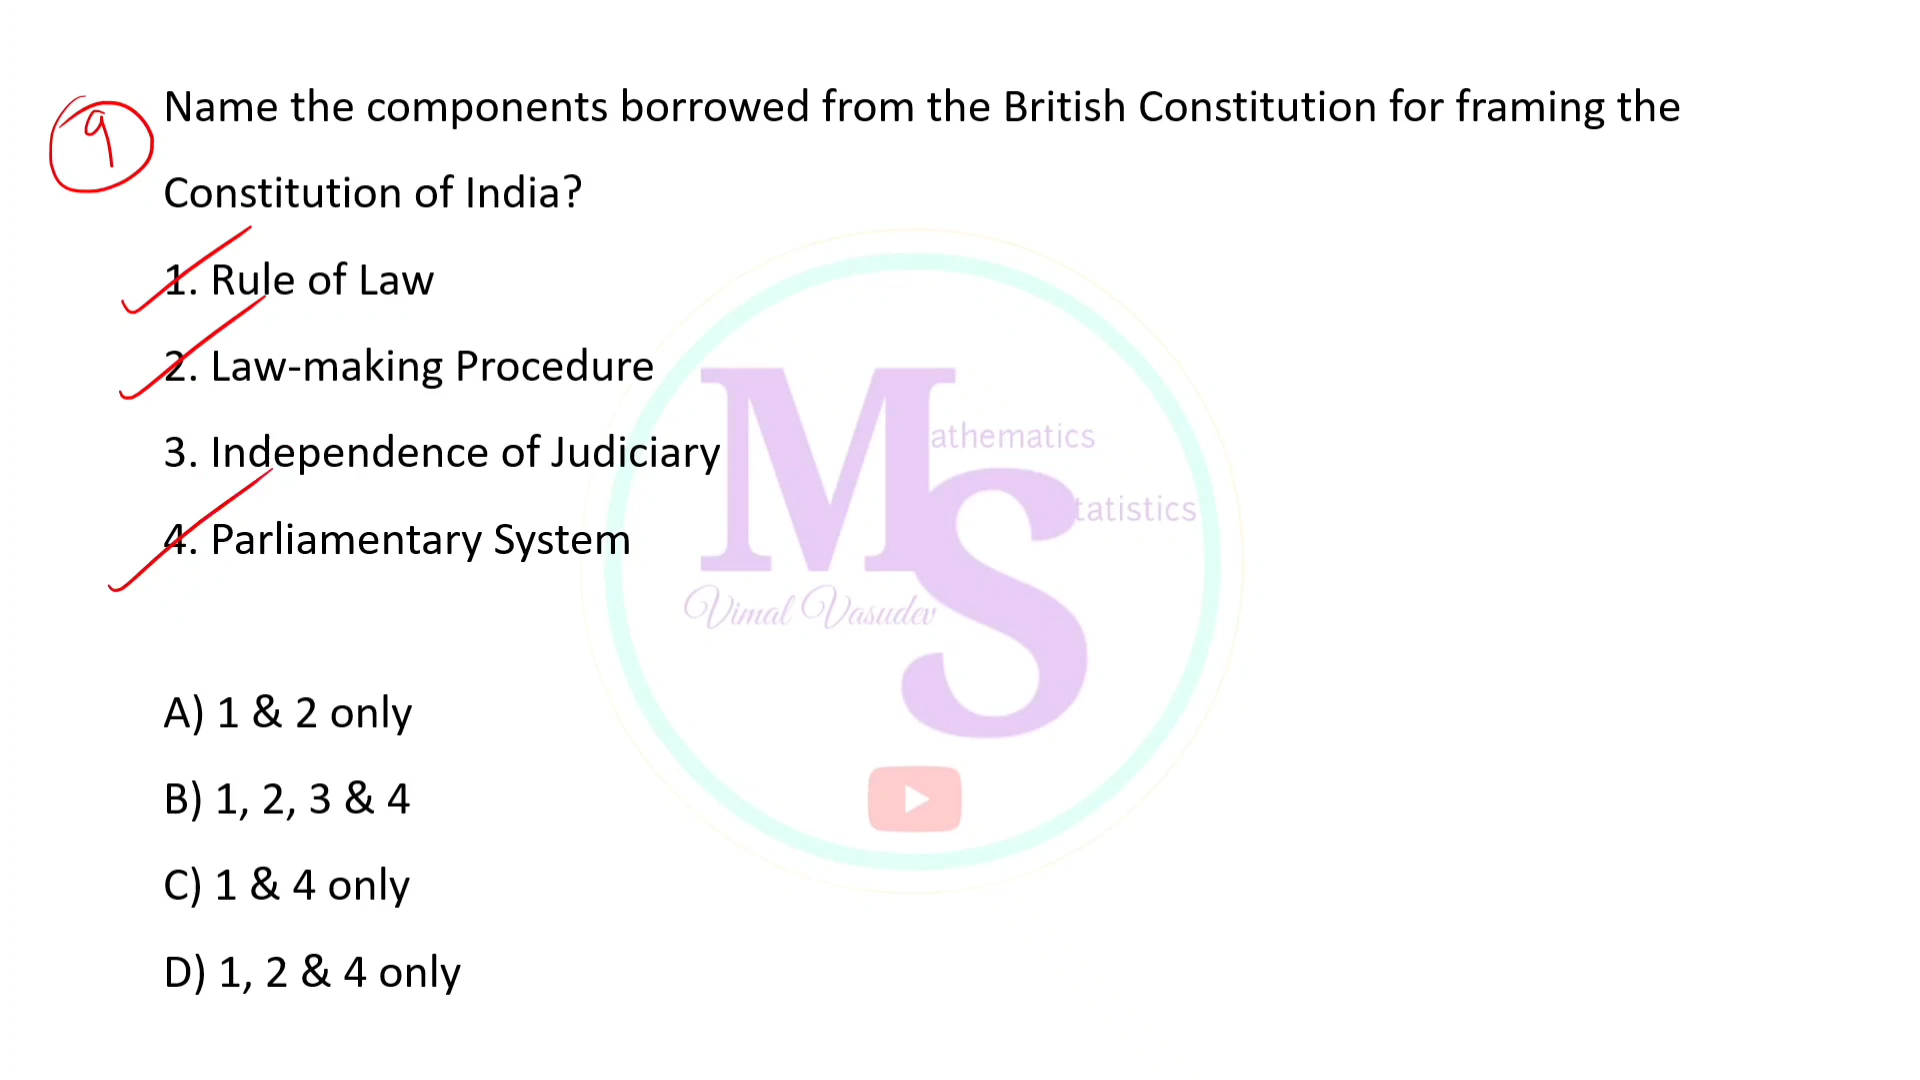 9
Name the components borrowed from the British Constitution for framing the
Constitution of India?
1. Rule of Law
2. Law-making Procedure
3. Independence of Judiciary
4. Parliamentary System
M athematics
S tatistics
Vimal Vasudev
A) 1 & 2 only
B) 1, 2, 3 & 4
C) 1 & 4 only
D) 1, 2 & 4 only